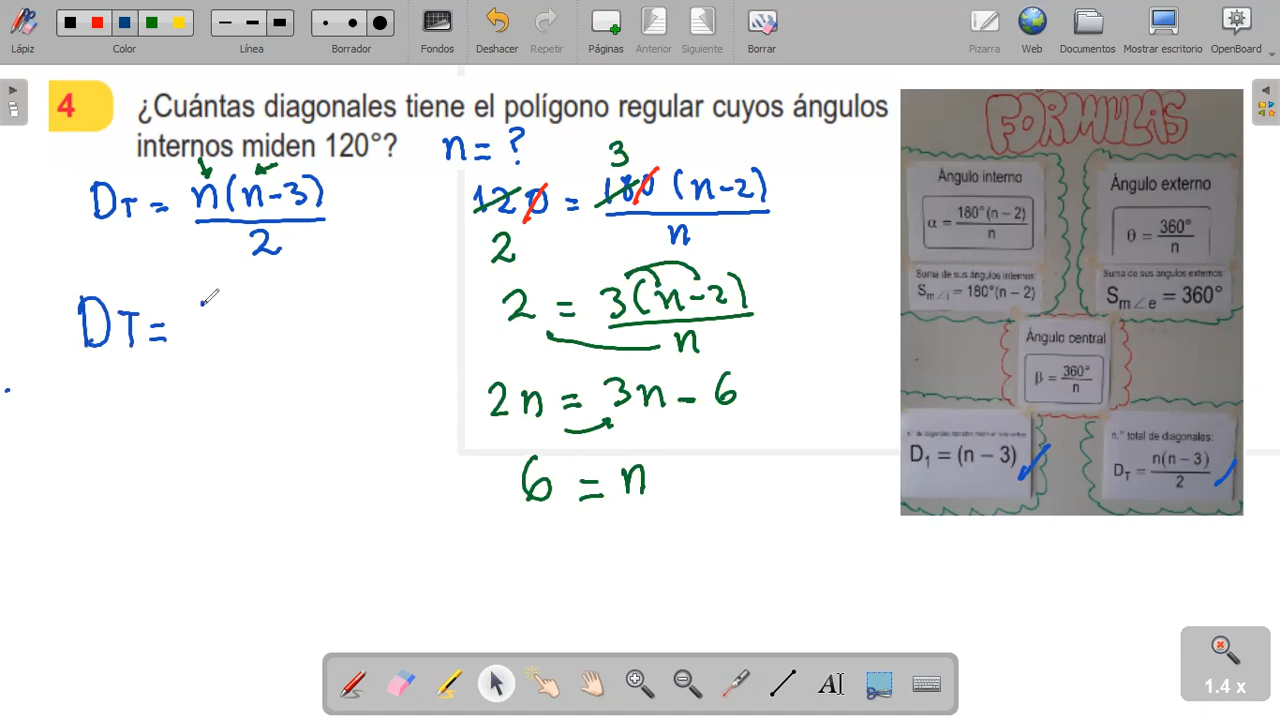 Lápiz
Color
Línea
Borrador
Fondos
Deshacer
Repetir
Páginas
Anterior
Siguiente
Borrar
Pizarra
Web
Documentos
Mostrar escritorio
OpenBoard
4 ¿Cuántas diagonales tiene el polígono regular cuyos ángulos
internos miden 120°?
n = ?
DT = n(n-3)/2
DT =
120 = 180 (n-2)/n
3
2
2 = 3(n-2)/n
2n = 3n - 6
6 = n
FORMULAS
Ángulo interno
α = 180°(n − 2)/n
Suma de sus ángulos internos:
Sm∠i = 180°(n − 2)
Ángulo externo
θ = 360°/n
Suma de sus ángulos externos:
Sm∠e = 360°
Ángulo central
β = 360°/n
D1 = (n − 3)
n.° total de diagonales:
DT = n(n − 3)/2
1.4 x